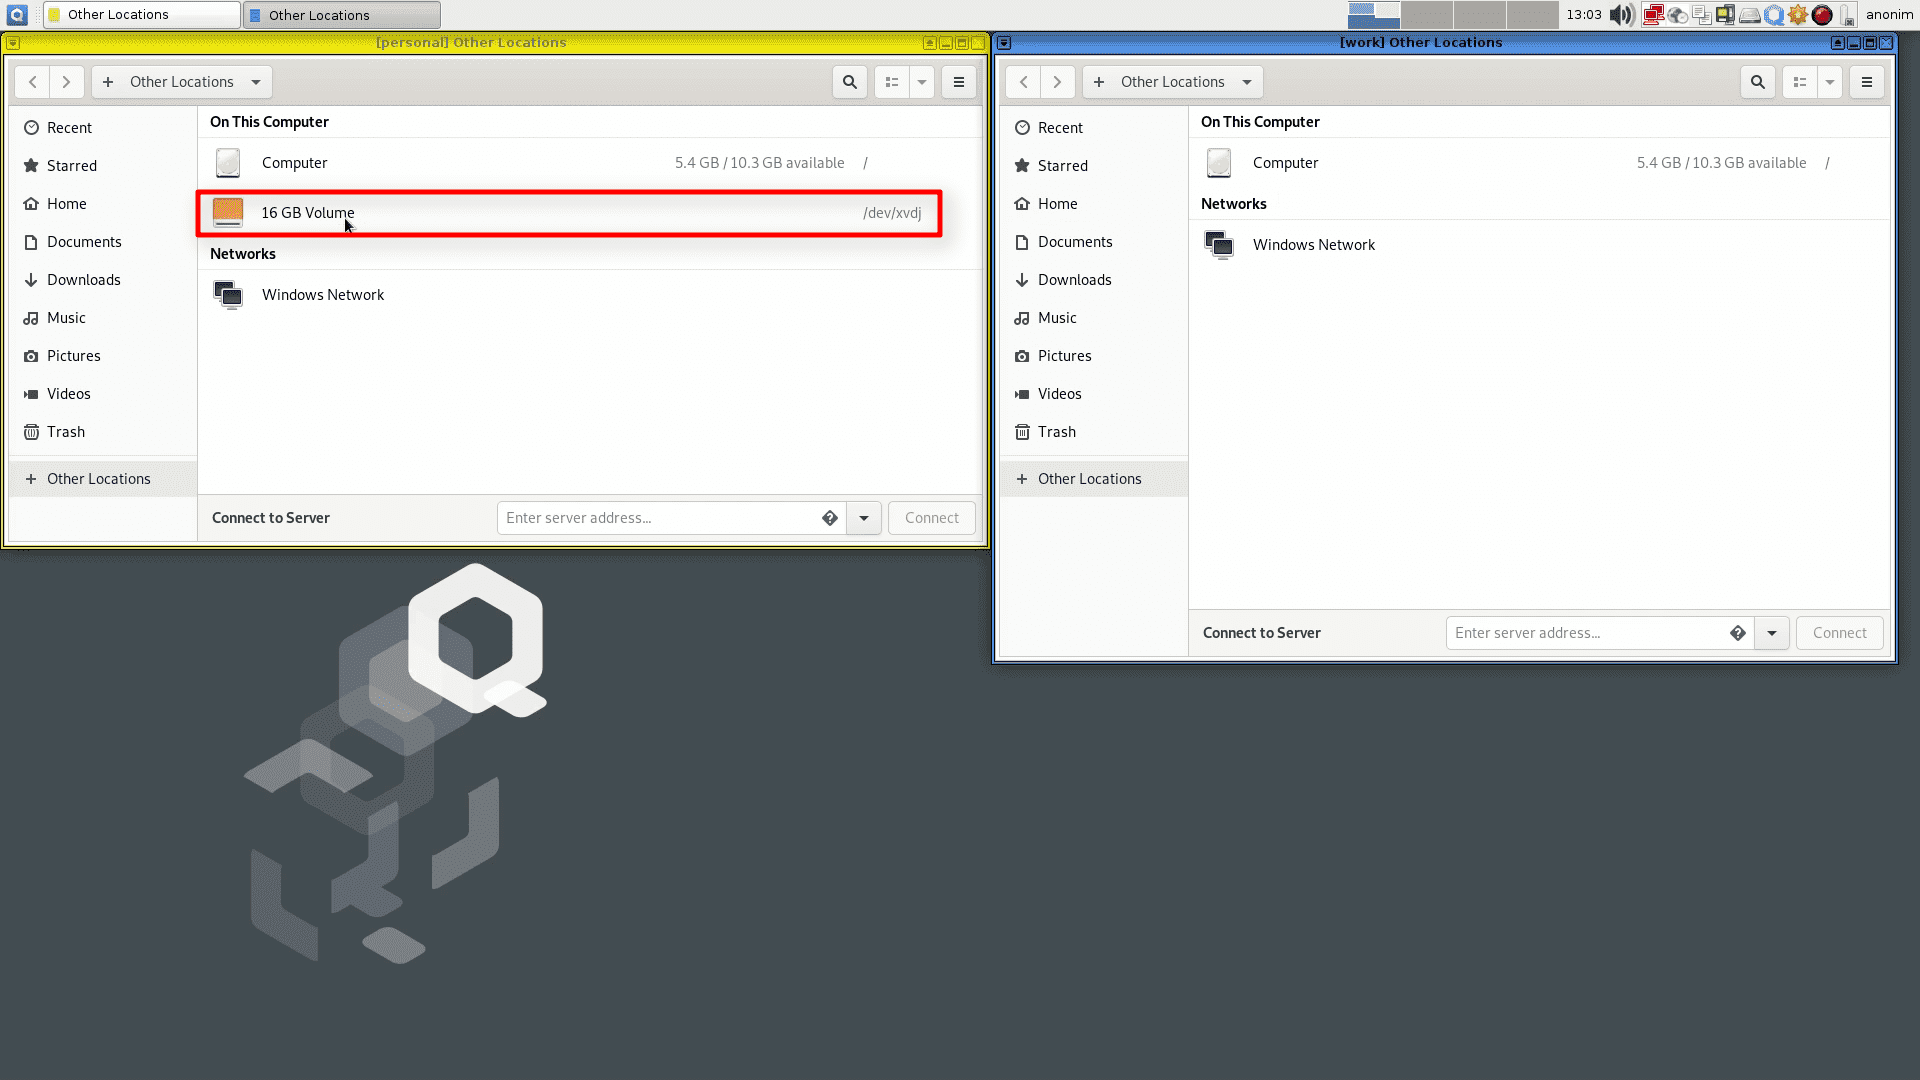 Other Locations
Other Locations
13:03
anonim
[personal] Other Locations
Other Locations
Recent
Starred
Home
Documents
Downloads
Music
Pictures
Videos
Trash
Other Locations
On This Computer
Computer 5.4 GB / 10.3 GB available /
16 GB Volume /dev/xvdj
Networks
Windows Network
Connect to Server Enter server address... Connect
[work] Other Locations
Other Locations
Recent
Starred
Home
Documents
Downloads
Music
Pictures
Videos
Trash
Other Locations
On This Computer
Computer 5.4 GB / 10.3 GB available /
Networks
Windows Network
Connect to Server Enter server address... Connect